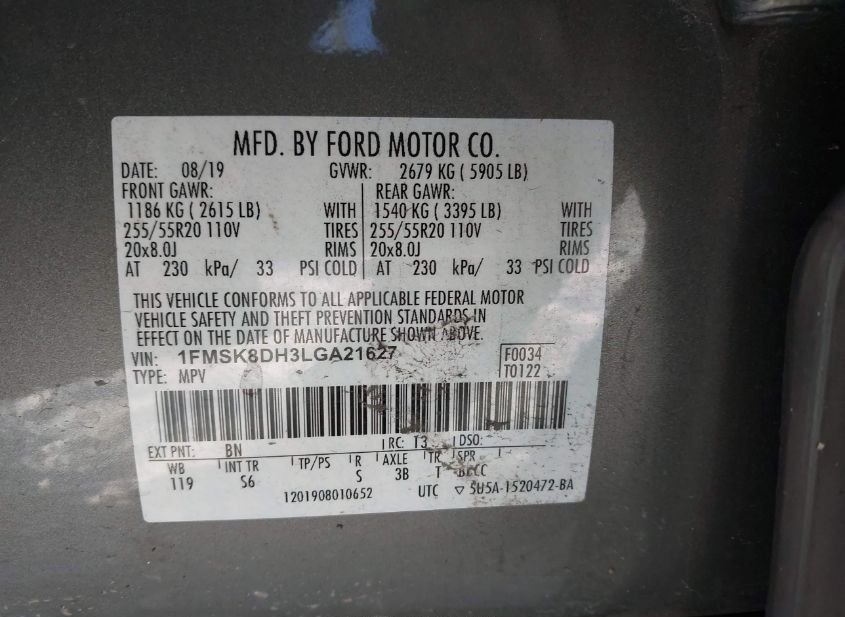 MFD. BY FORD MOTOR CO.
DATE: 08/19 GVWR: 2679 KG ( 5905 LB)
FRONT GAWR: REAR GAWR:
1186 KG ( 2615 LB) WITH 1540 KG ( 3395 LB) WITH
255/55R20 110V TIRES 255/55R20 110V TIRES
20x8.0J RIMS 20x8.0J RIMS
AT 230 kPa/ 33 PSI COLD AT 230 kPa/ 33 PSI COLD
THIS VEHICLE CONFORMS TO ALL APPLICABLE FEDERAL MOTOR
VEHICLE SAFETY AND THEFT PREVENTION STANDARDS IN
EFFECT ON THE DATE OF MANUFACTURE SHOWN ABOVE.
VIN: 1FMSK8DH3LGA21627 F0034
TYPE: MPV T0122
EXT PNT: BN RC: T3 DSO:
WB INT TR TP/PS R AXLE TR SPR
119 S6 S 3B T
1201908010652 UTC ▽ 5U5A-1520472-BA